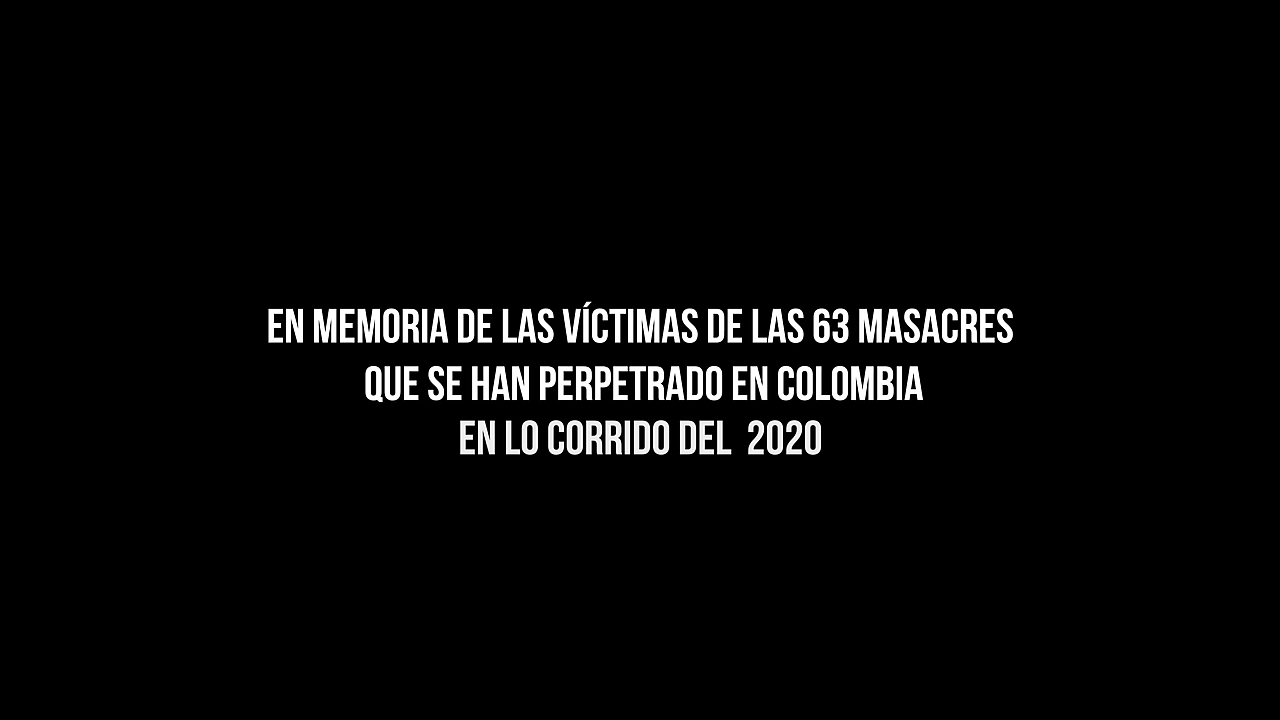 EN MEMORIA DE LAS VÍCTIMAS DE LAS 63 MASACRES
QUE SE HAN PERPETRADO EN COLOMBIA
EN LO CORRIDO DEL  2020